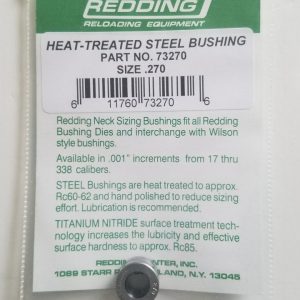 REDDING
RELOADING EQUIPMENT
HEAT-TREATED STEEL BUSHING
PART NO. 73270
SIZE .270
6 11760 73270 6
Redding Neck Sizing Bushings fit all Redding
Bushing Dies and interchange with Wilson
style bushings.
Available in .001" increments from 17 thru
338 calibers.
STEEL Bushings are heat treated to approx.
Rc60-62 and hand polished to reduce sizing
effort. Lubrication is recommended.
TITANIUM NITRIDE surface treatment tech-
nology increases the lubricity and effective
surface hardness to approx. Rc85.
REDDING CENTER, INC.
1089 STARR LAND, N.Y. 13045